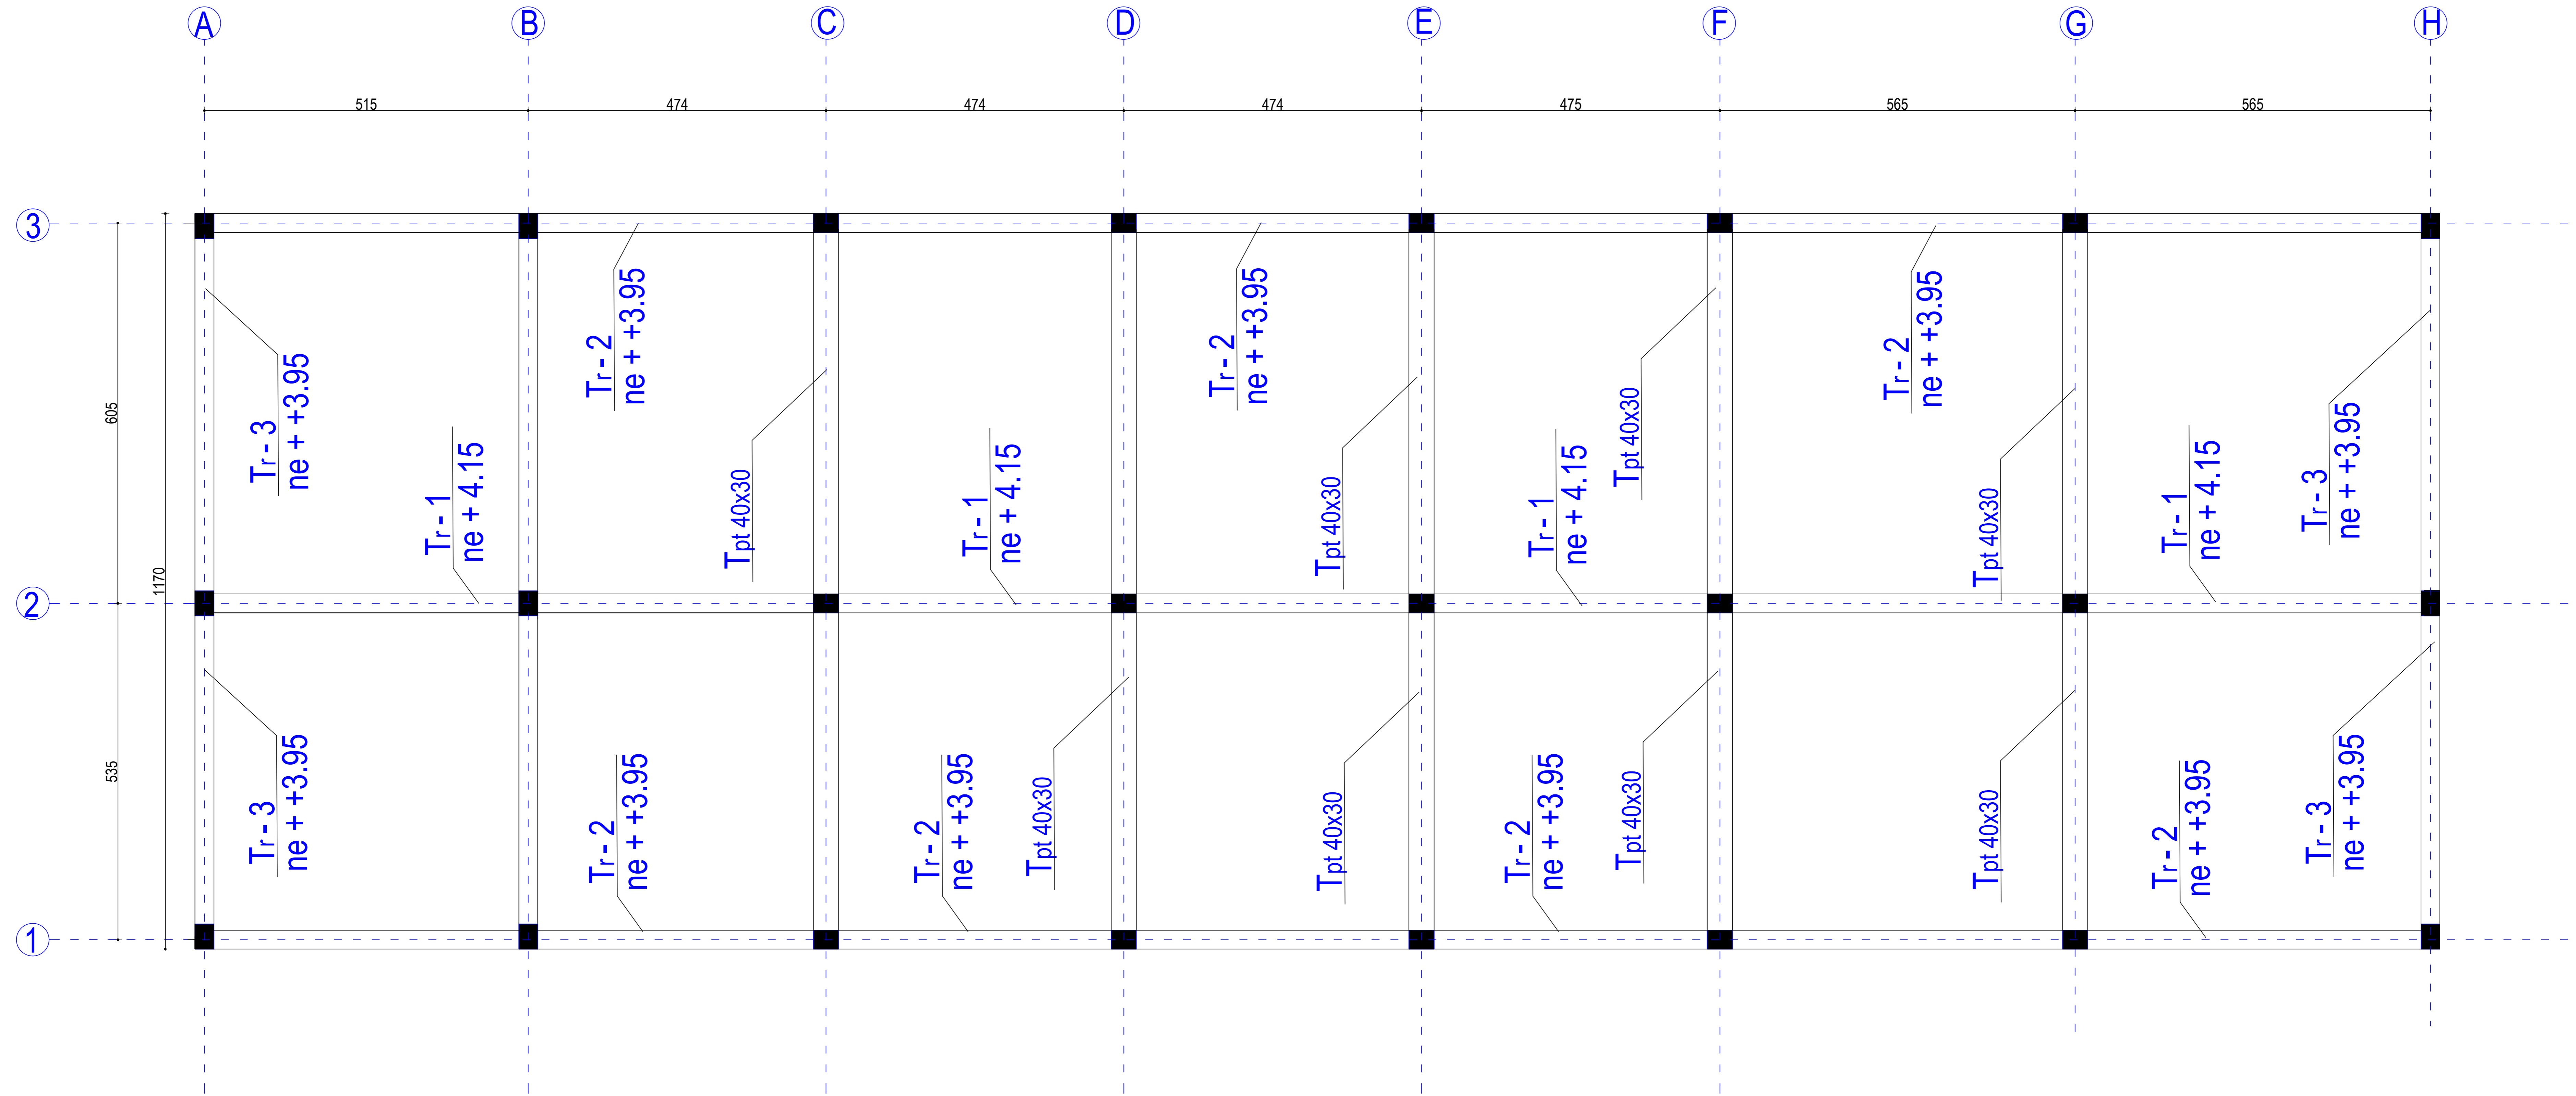 A
B
C
D
E
F
G
H
515
474
474
474
475
565
565
3
2
1
605
1170
535
Tr - 3
ne + +3.95
Tr - 1
ne + 4.15
Tr - 2
ne + +3.95
Tpt 40x30
Tr - 1
ne + 4.15
Tr - 2
ne + +3.95
Tpt 40x30
Tr - 1
ne + 4.15
Tpt 40x30
Tr - 2
ne + +3.95
Tpt 40x30
Tr - 1
ne + 4.15
Tr - 3
ne + +3.95
Tr - 3
ne + +3.95
Tr - 2
ne + +3.95
Tr - 2
ne + +3.95
Tpt 40x30
Tpt 40x30
Tr - 2
ne + +3.95
Tpt 40x30
Tpt 40x30
Tr - 2
ne + +3.95
Tr - 3
ne + +3.95